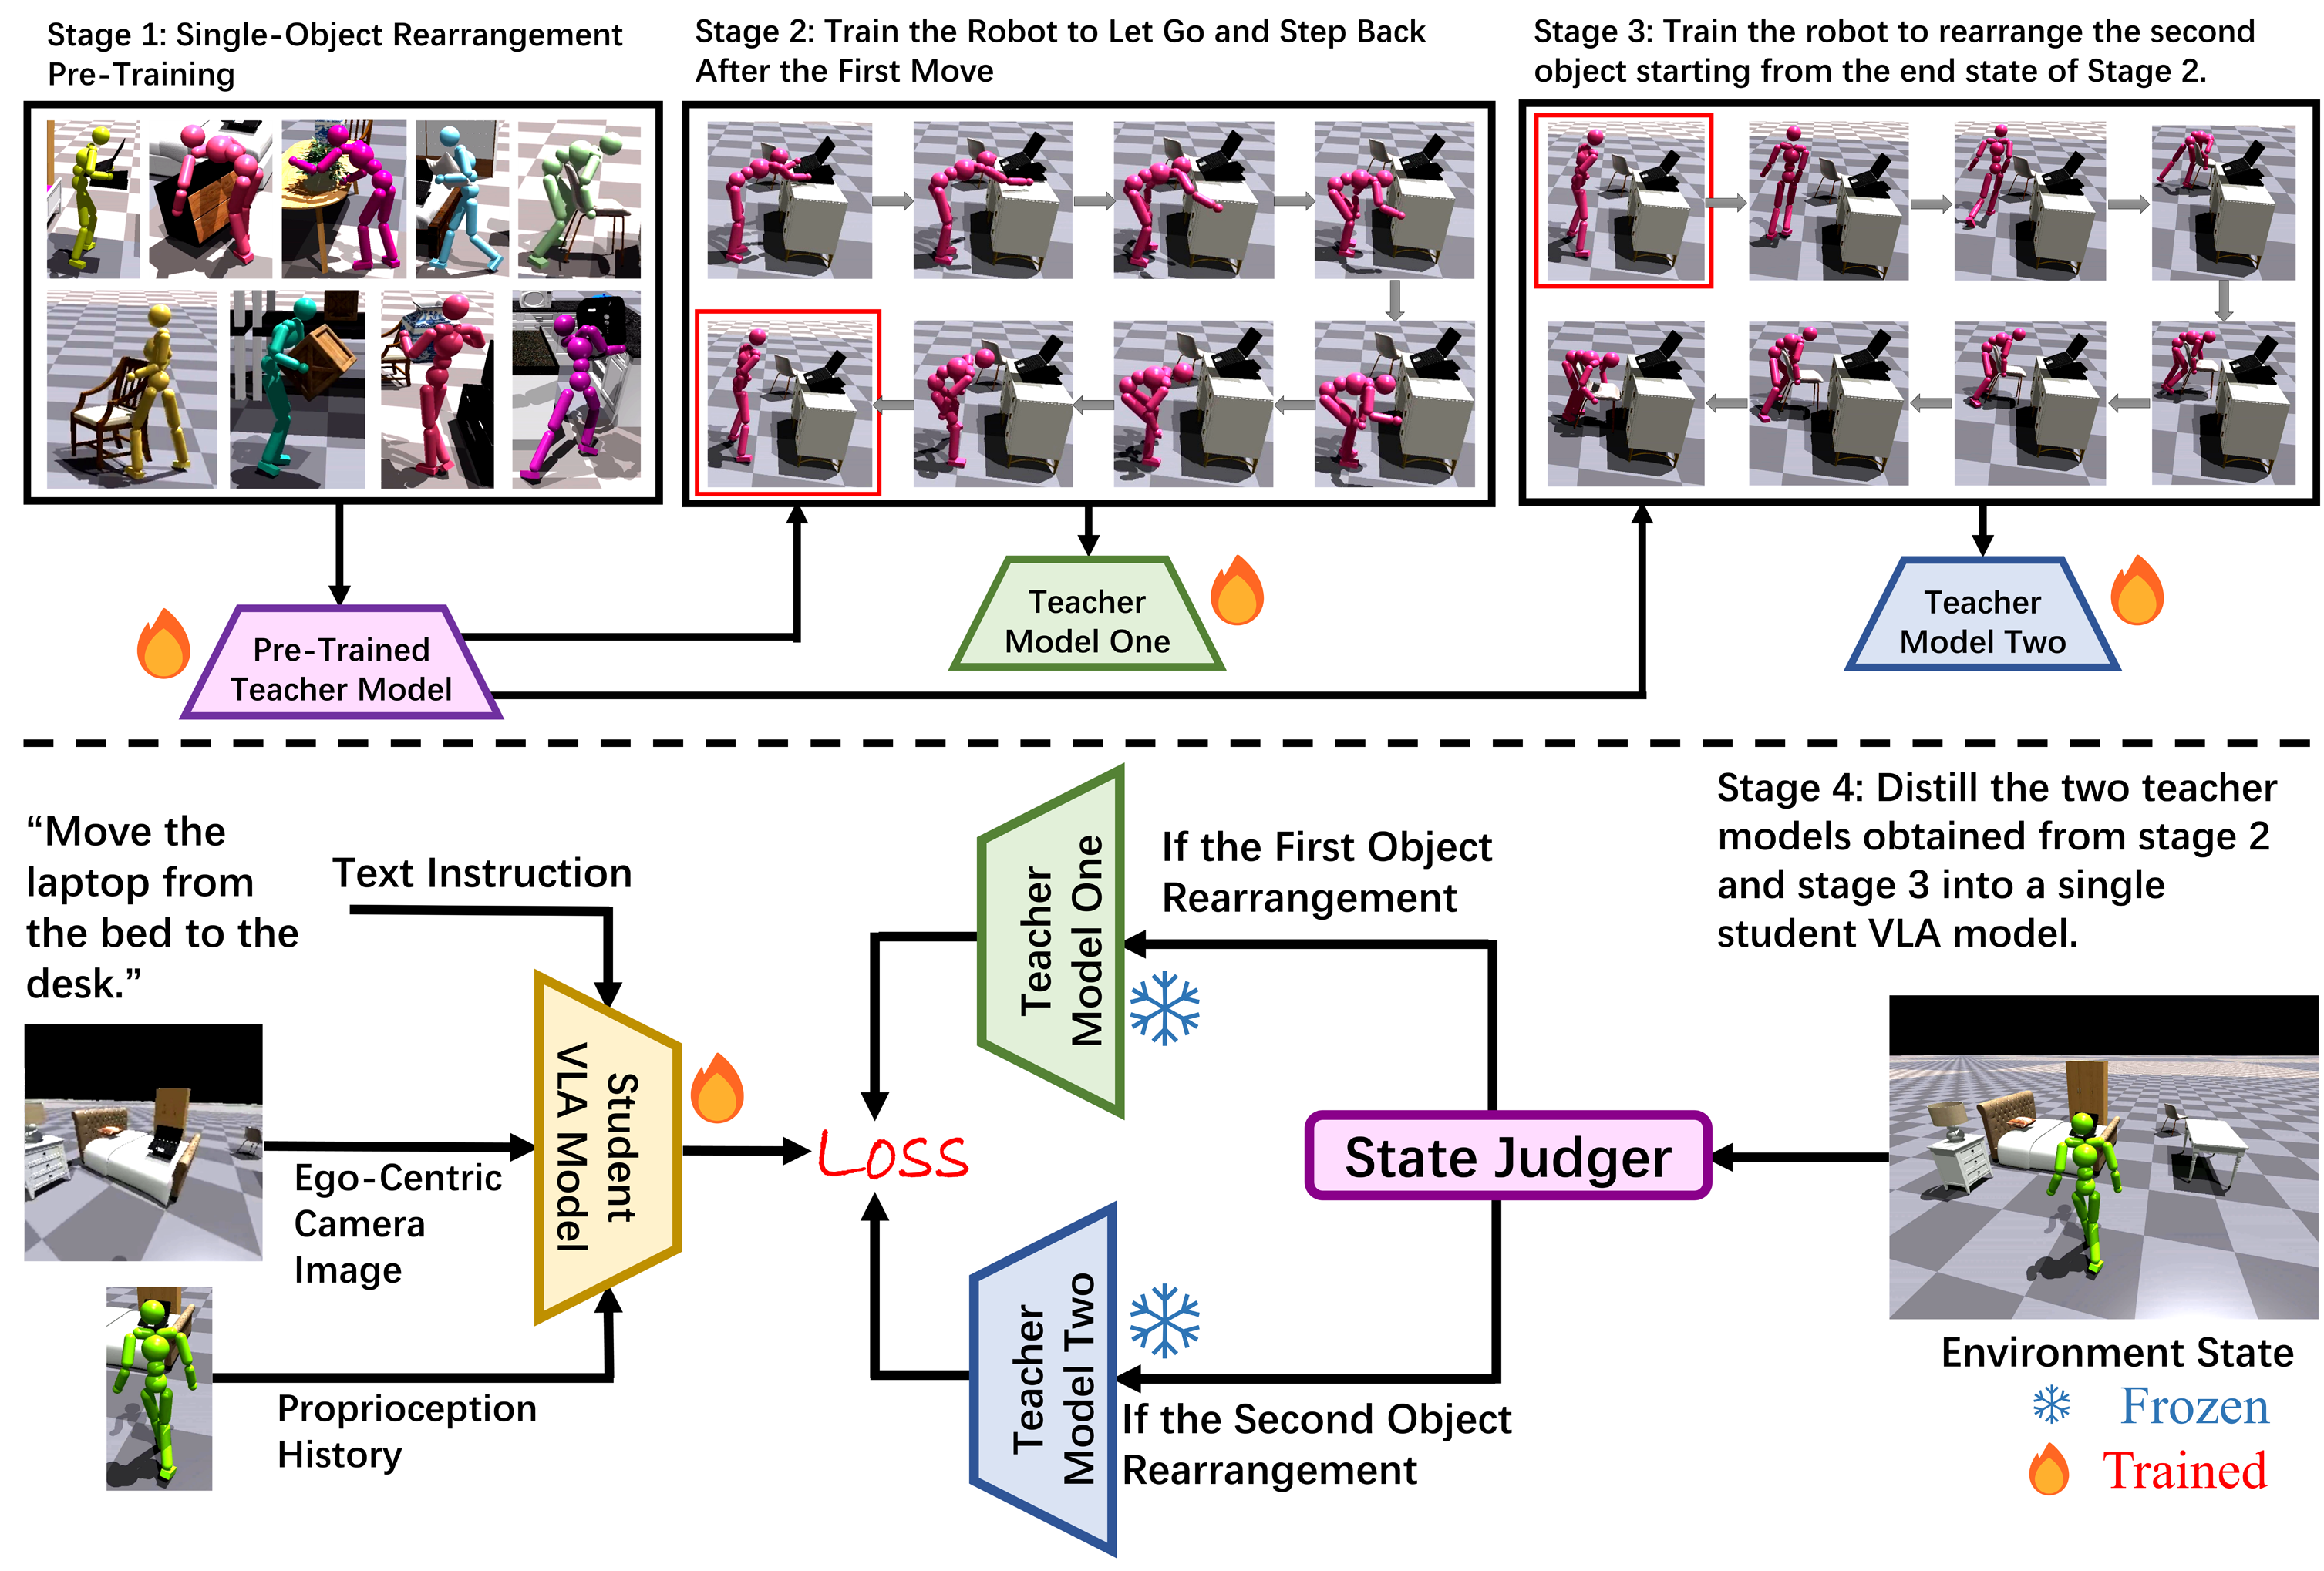 Stage 1: Single-Object Rearrangement
Pre-Training
Stage 2: Train the Robot to Let Go and Step Back
After the First Move
Stage 3: Train the robot to rearrange the second
object starting from the end state of Stage 2.
Pre-Trained
Teacher Model
Teacher
Model One
Teacher
Model Two
“Move the
laptop from
the bed to the
desk.”
Text Instruction
Ego-Centric
Camera
Image
Proprioception
History
Student
VLA Model
Loss
Teacher
Model One
If the First Object
Rearrangement
Teacher
Model Two
If the Second Object
Rearrangement
State Judger
Stage 4: Distill the two teacher
models obtained from stage 2
and stage 3 into a single
student VLA model.
Environment State
Frozen
Trained